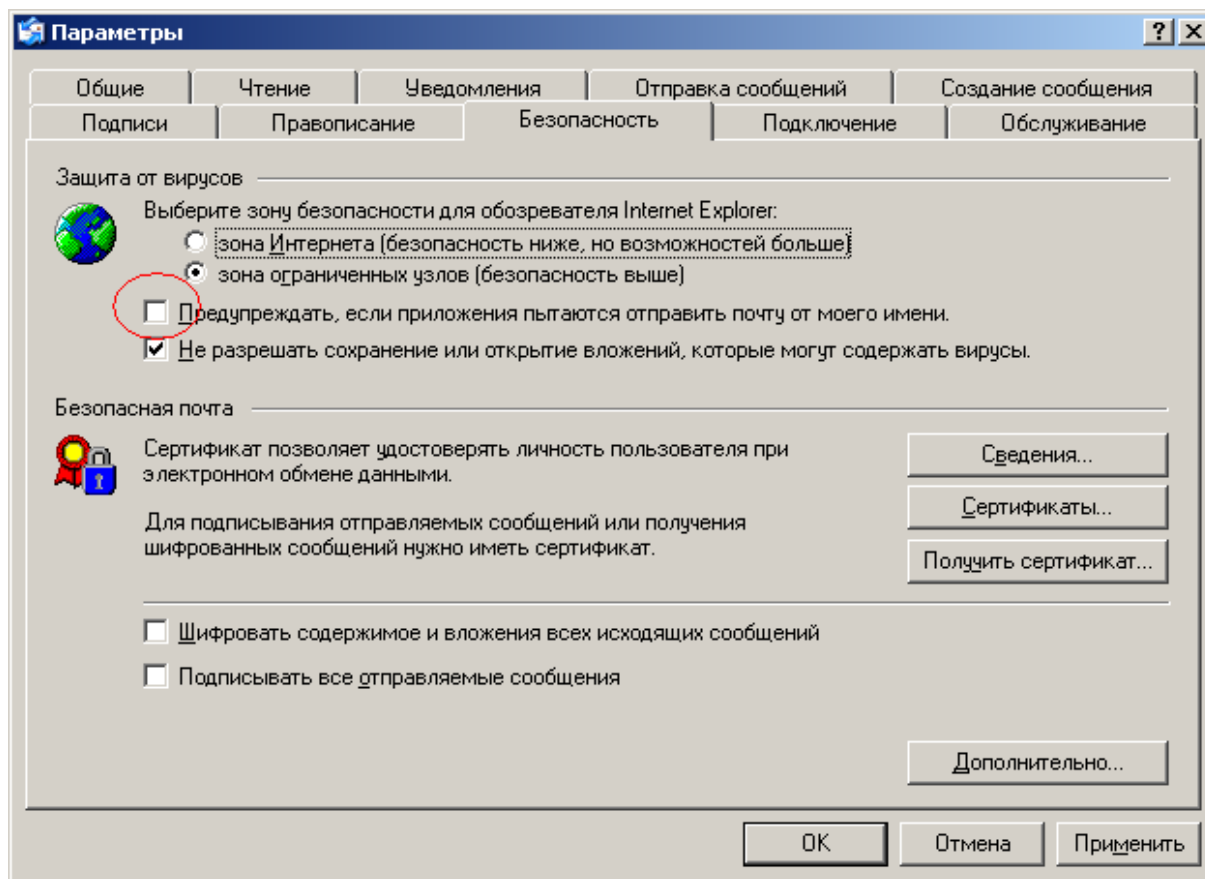 Параметры
Общие
Чтение
Уведомления
Отправка сообщений
Создание сообщения
Подписи
Правописание
Безопасность
Подключение
Обслуживание
Защита от вирусов
Выберите зону безопасности для обозревателя Internet Explorer:
зона Интернета (безопасность ниже, но возможностей больше)
зона ограниченных узлов (безопасность выше)
Предупреждать, если приложения пытаются отправить почту от моего имени.
Не разрешать сохранение или открытие вложений, которые могут содержать вирусы.
Безопасная почта
Сертификат позволяет удостоверять личность пользователя при
электронном обмене данными.
Сведения...
Для подписывания отправляемых сообщений или получения
шифрованных сообщений нужно иметь сертификат.
Сертификаты...
Получить сертификат...
Шифровать содержимое и вложения всех исходящих сообщений
Подписывать все отправляемые сообщения
Дополнительно...
OK
Отмена
Применить